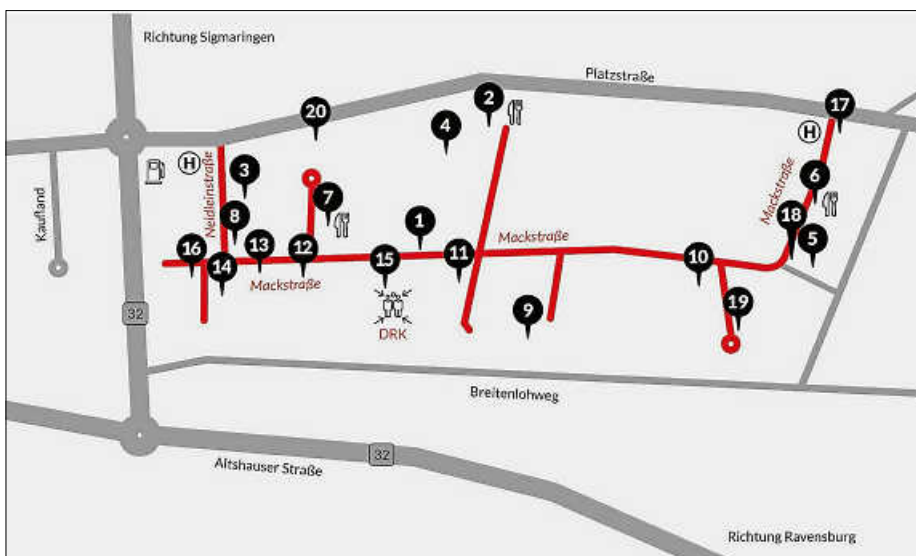 Richtung Sigmaringen
Platzstraße
20
2
4
17
H
H
Neidleinstraße
3
Mackstraße
6
Kaufland
7
8
1
18
5
16
13
12
11
Mackstraße
14
15
10
Mackstraße
32
DRK
9
19
Breitenlohweg
32
Altshauser Straße
Richtung Ravensburg